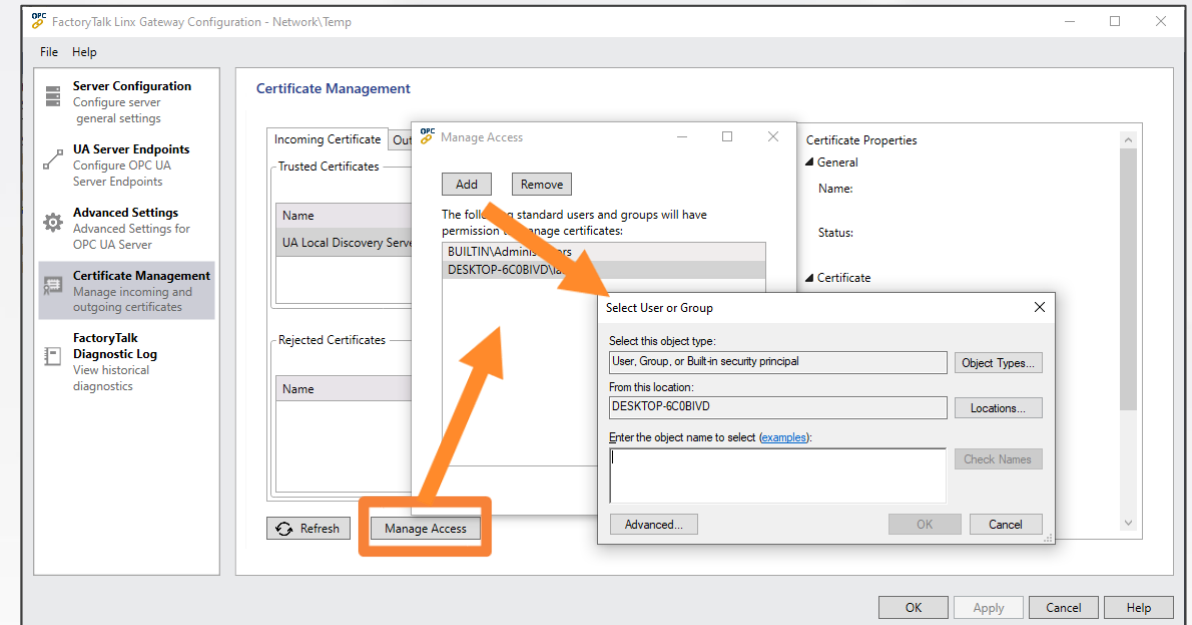 OPC
FactoryTalk Linx Gateway Configuration - Network\Temp
File Help
Server Configuration
Configure server
general settings
UA Server Endpoints
Configure OPC UA
Server Endpoints
Advanced Settings
Advanced Settings for
OPC UA Server
Certificate Management
Manage incoming and
outgoing certificates
FactoryTalk
Diagnostic Log
View historical
diagnostics
Certificate Management
Incoming Certificate Out
Trusted Certificates
Name
UA Local Discovery Serve
Rejected Certificates
Name
Refresh
Manage Access
OPC
Manage Access
Add Remove
The following standard users and groups will have
permission to manage certificates:
BUILTIN\Administrators
DESKTOP-6C0BIVD\
Certificate Properties
General
Name:
Status:
Certificate
Select User or Group
Select this object type:
User, Group, or Built-in security principal
Object Types...
From this location:
DESKTOP-6C0BIVD
Locations...
Enter the object name to select (examples):
Check Names
Advanced...
OK Cancel
OK Apply Cancel Help